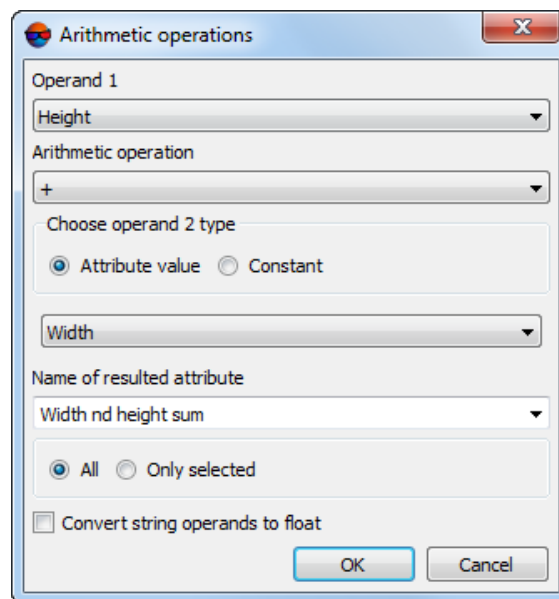 Arithmetic operations
Operand 1
Height
Arithmetic operation
+
Choose operand 2 type
Attribute value Constant
Width
Name of resulted attribute
Width nd height sum
All Only selected
Convert string operands to float
OK Cancel